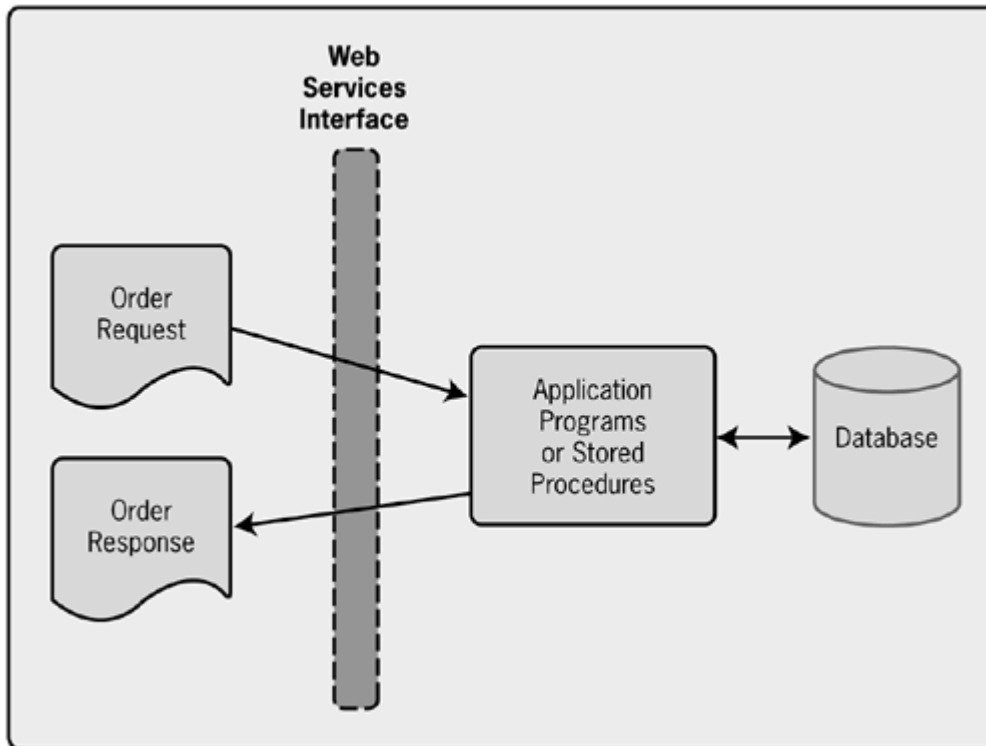 Web
Services
Interface
Order
Request
Order
Response
Application
Programs
or Stored
Procedures
Database